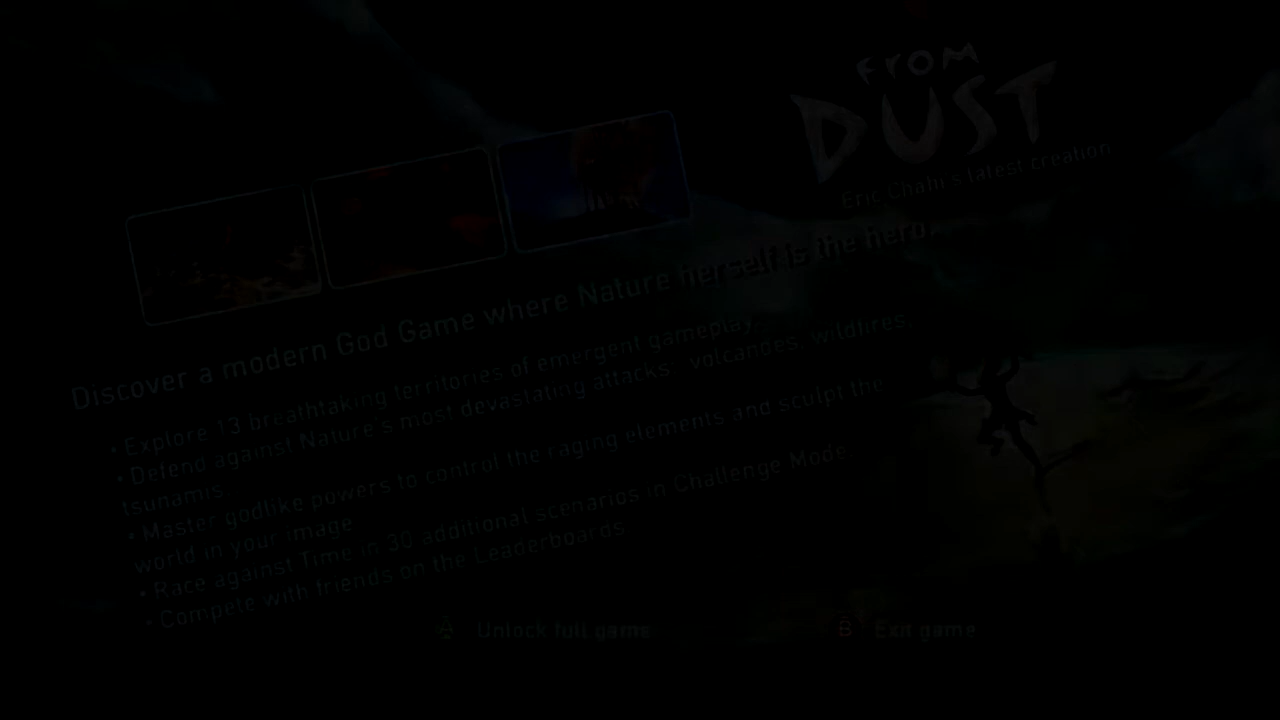 FROM
DUST
Eric Chahi's latest creation
Discover a modern God Game where Nature herself is the hero
• Explore 13 breathtaking territories of emergent gameplay
• Defend against Nature's most devastating attacks: volcanoes, wildfires,
tsunamis.
• Master godlike powers to control the raging elements and sculpt the
world in your image
• Race against Time in 30 additional scenarios in Challenge Mode
• Compete with friends on the Leaderboards
A Unlock full game
B Exit game